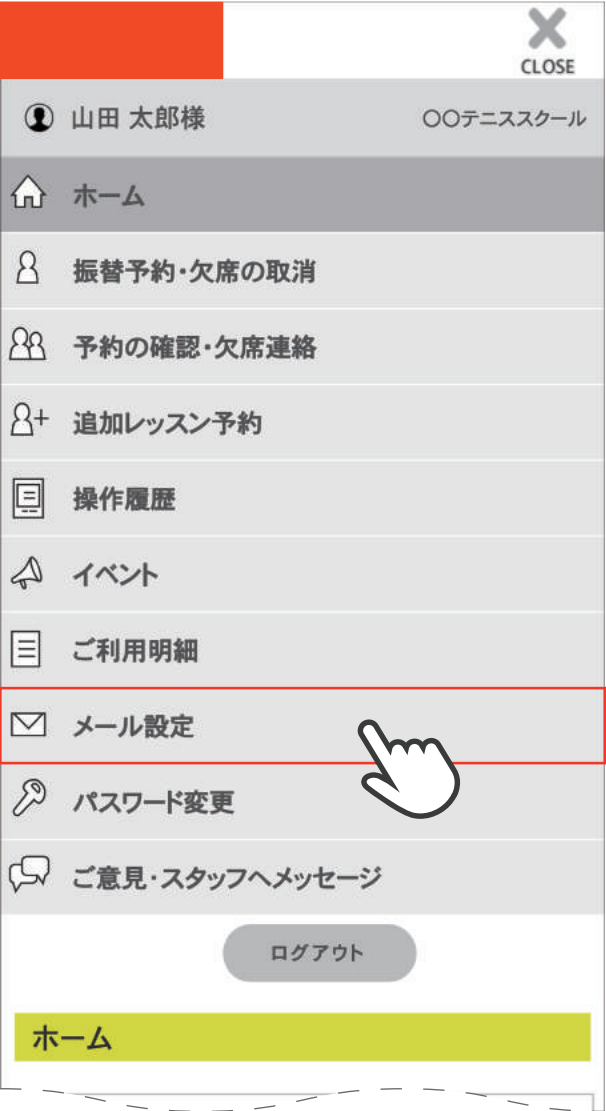 CLOSE
山田 太郎様 〇〇テニススクール
ホーム
振替予約・欠席の取消
予約の確認・欠席連絡
追加レッスン予約
操作履歴
イベント
ご利用明細
メール設定
パスワード変更
ご意見・スタッフへメッセージ
ログアウト
ホーム